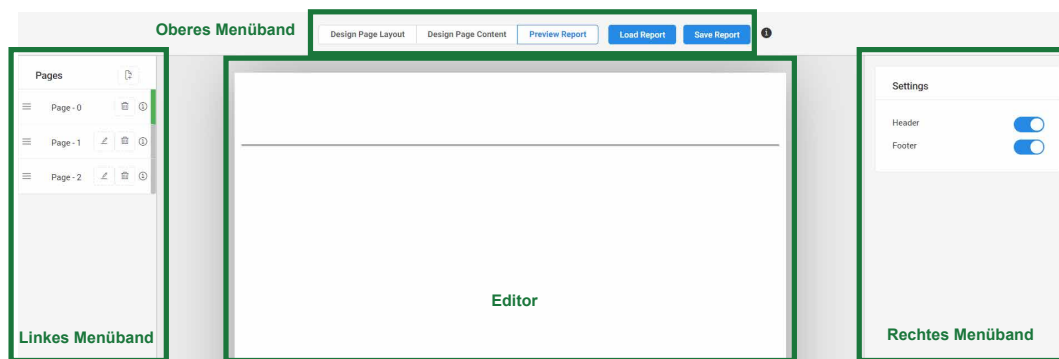 Oberes Menüband
Design Page Layout Design Page Content Preview Report Load Report Save Report
Pages
Page - 0
Page - 1
Page - 2
Linkes Menüband
Editor
Settings
Header
Footer
Rechtes Menüband